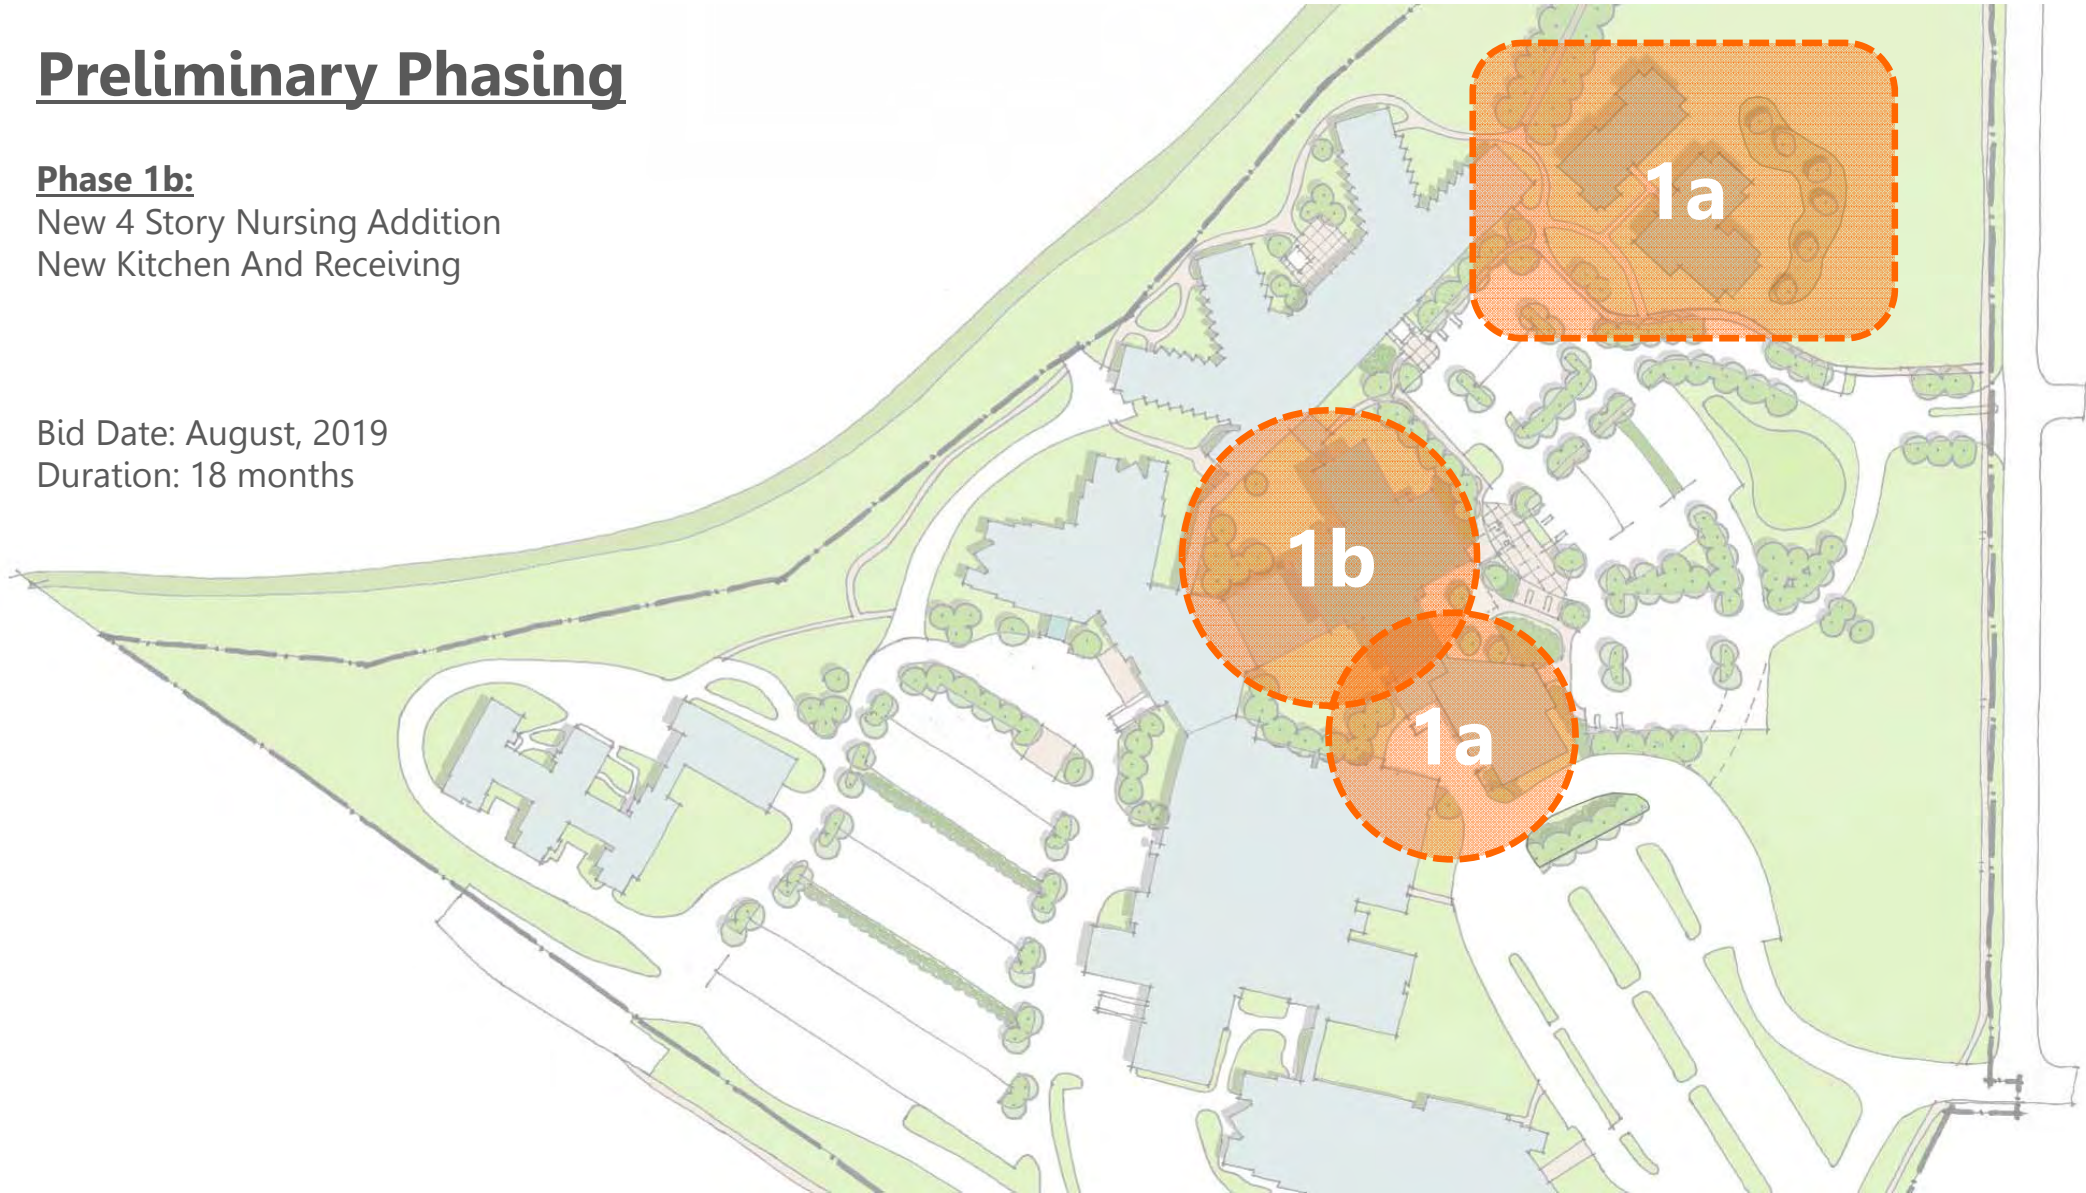 Preliminary Phasing
Phase 1b:
New 4 Story Nursing Addition
New Kitchen And Receiving
Bid Date: August, 2019
Duration: 18 months
1a
1b
1a